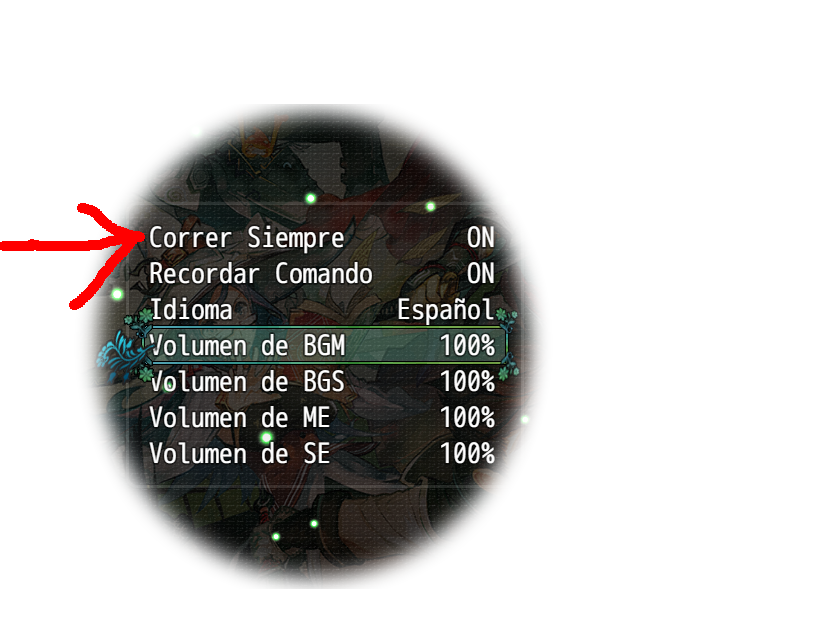 Correr Siempre ON
Recordar Comando ON
Idioma Español
Volumen de BGM 100%
Volumen de BGS 100%
Volumen de ME 100%
Volumen de SE 100%